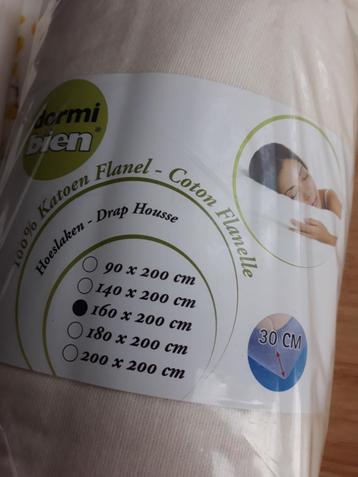 dormi
bien®
100% Katoen Flanel - Coton Flanelle
Hoeslaken - Drap Housse
90 x 200 cm
140 x 200 cm
160 x 200 cm
180 x 200 cm
200 x 200 cm
30 CM